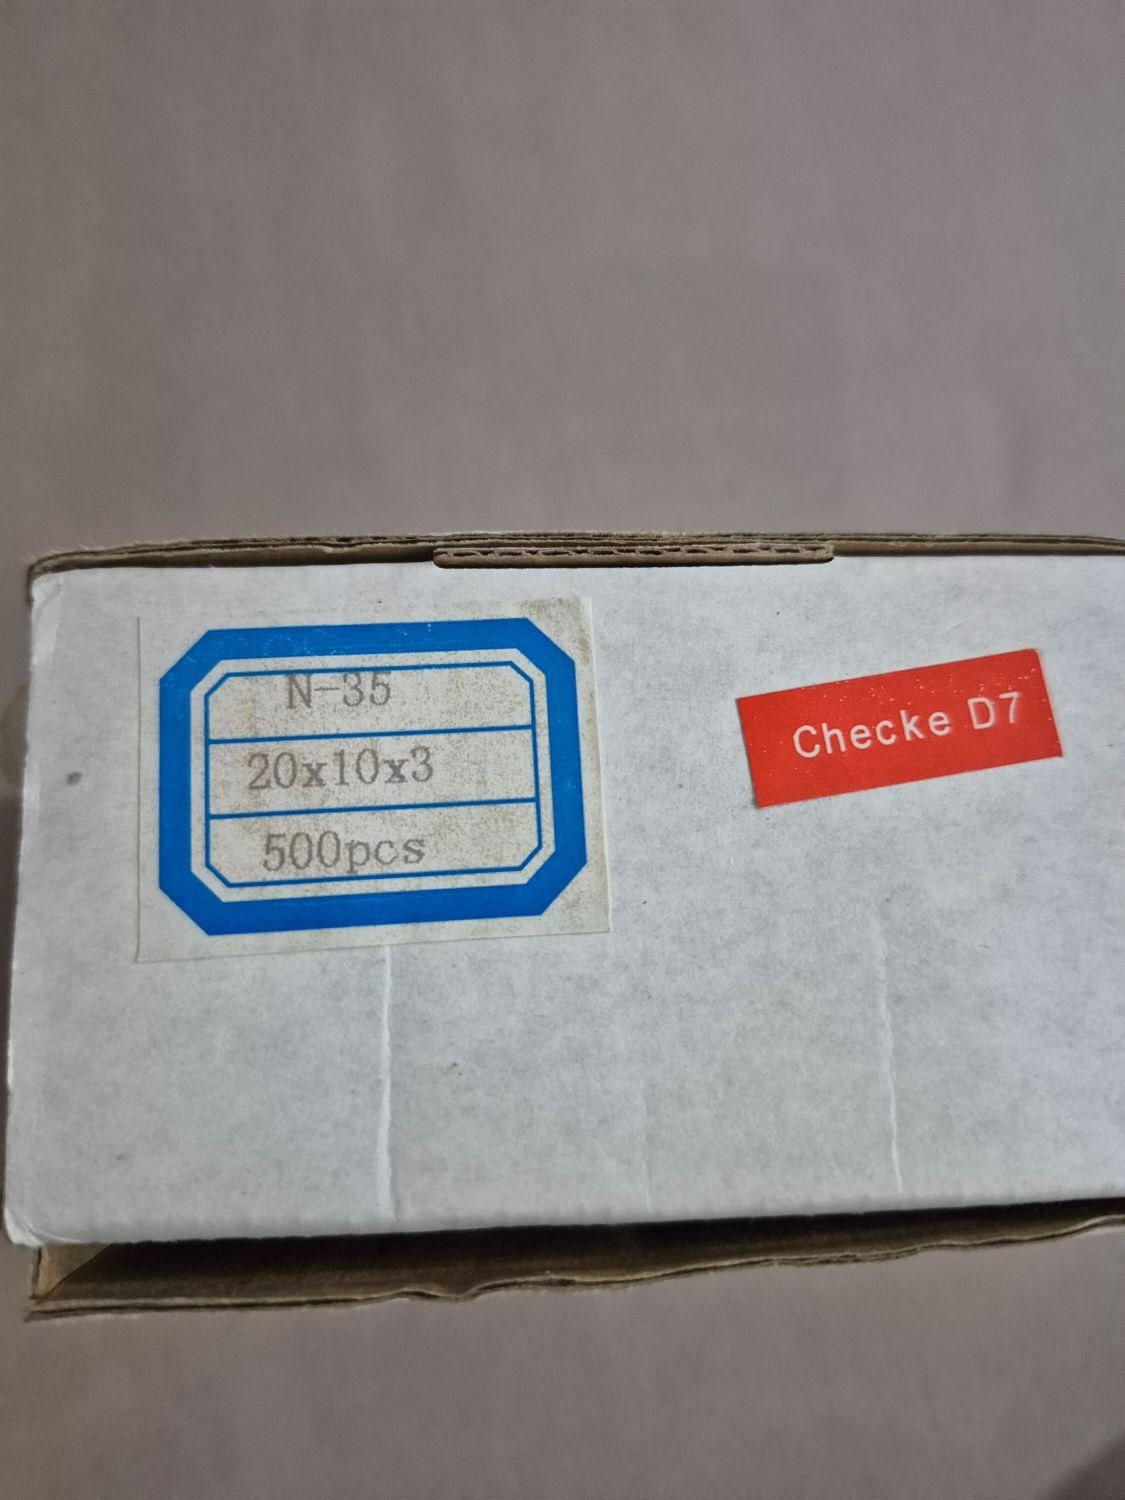 N-35
20x10x3
500pcs
Checke D7